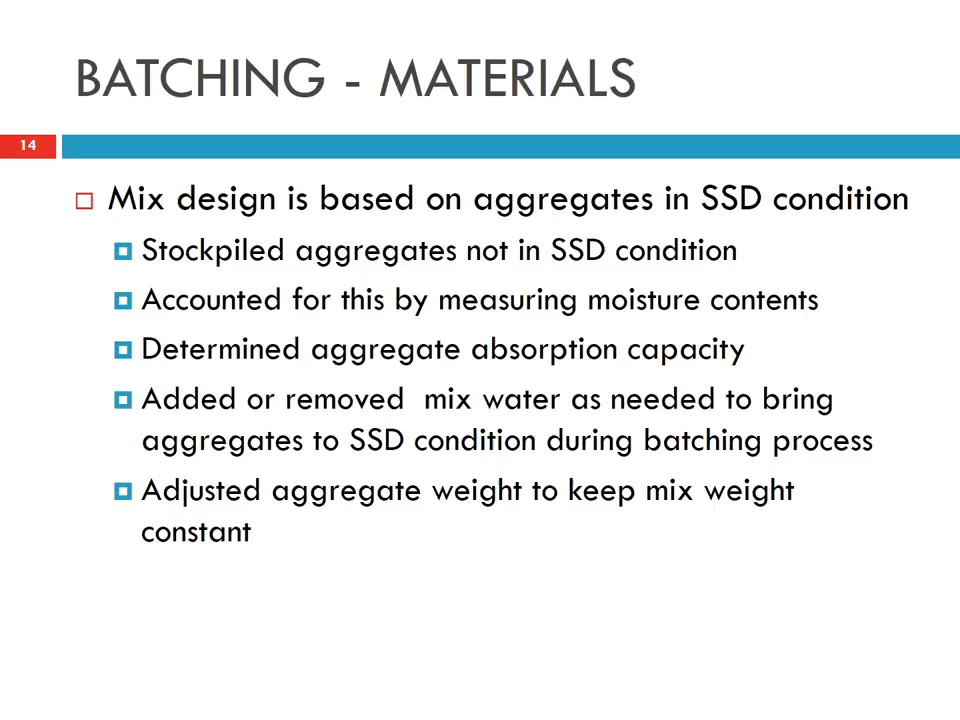 BATCHING - MATERIALS
14
Mix design is based on aggregates in SSD condition
Stockpiled aggregates not in SSD condition
Accounted for this by measuring moisture contents
Determined aggregate absorption capacity
Added or removed  mix water as needed to bring
aggregates to SSD condition during batching process
Adjusted aggregate weight to keep mix weight
constant